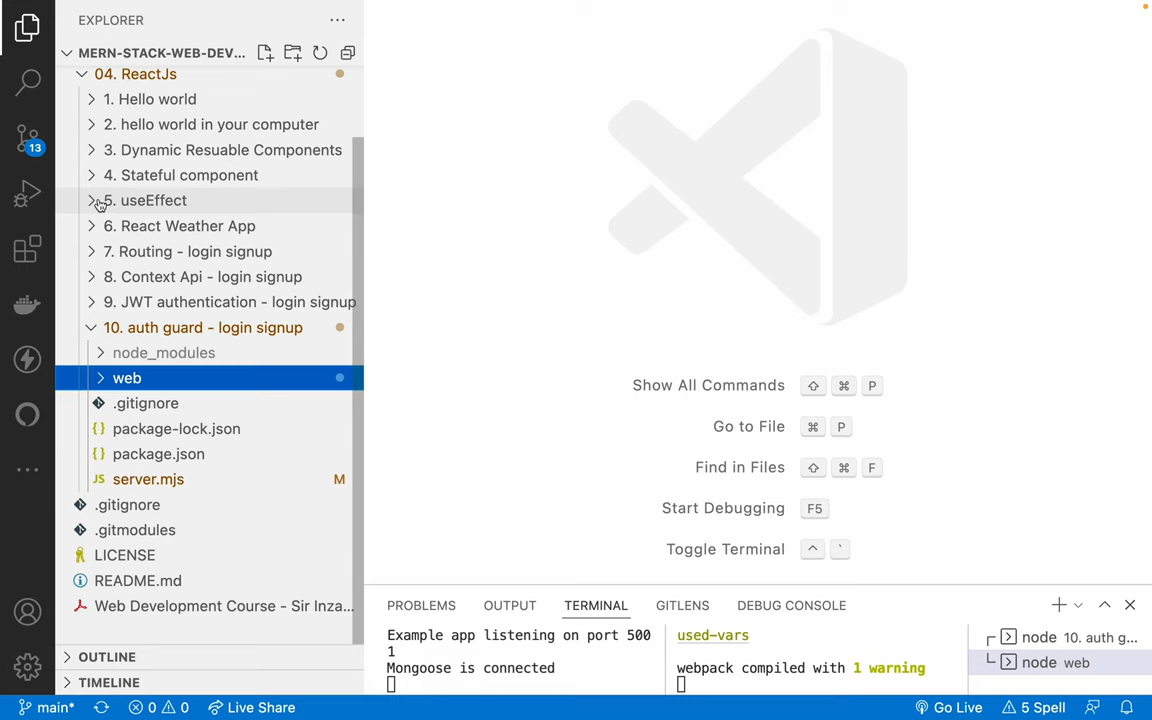 EXPLORER
MERN-STACK-WEB-DEV...
04. ReactJs
1. Hello world
2. hello world in your computer
3. Dynamic Resuable Components
4. Stateful component
5. useEffect
6. React Weather App
7. Routing - login signup
8. Context Api - login signup
9. JWT authentication - login signup
10. auth guard - login signup
node_modules
web
.gitignore
{} package-lock.json
{} package.json
JS server.mjs M
.gitignore
.gitmodules
LICENSE
README.md
Web Development Course - Sir Inza...
OUTLINE
TIMELINE
13
Show All Commands ⇧ ⌘ P
Go to File ⌘ P
Find in Files ⇧ ⌘ F
Start Debugging F5
Toggle Terminal ^ `
PROBLEMS OUTPUT TERMINAL GITLENS DEBUG CONSOLE
Example app listening on port 500
1
Mongoose is connected
used-vars
webpack compiled with 1 warning
node 10. auth g...
node web
main* 0 0 Live Share Go Live 5 Spell